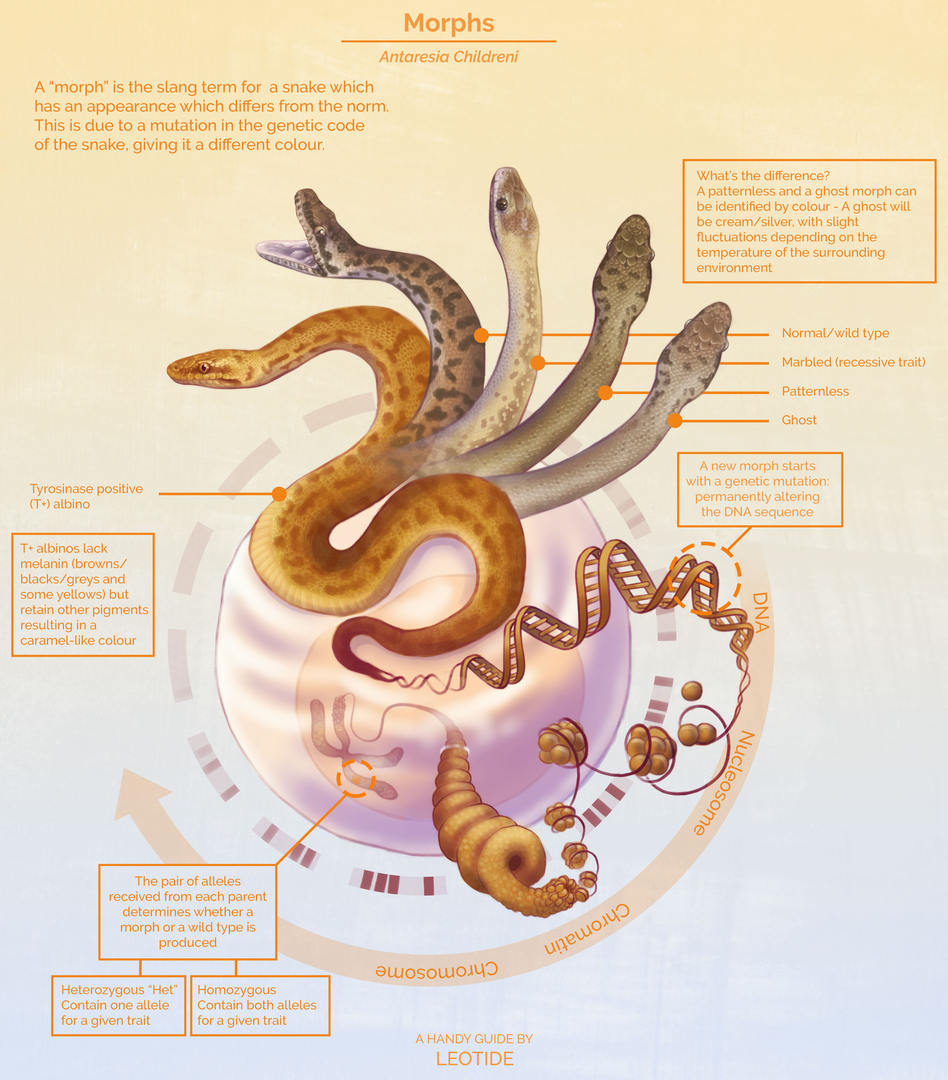 Morphs
Antaresia Childreni
A “morph” is the slang term for a snake which
has an appearance which differs from the norm.
This is due to a mutation in the genetic code
of the snake, giving it a different colour.
What's the difference?
A patternless and a ghost morph can
be identified by colour - A ghost will
be cream/silver, with slight
fluctuations depending on the
temperature of the surrounding
environment
Normal/wild type
Marbled (recessive trait)
Patternless
Ghost
A new morph starts
with a genetic mutation:
permanently altering
the DNA sequence
Tyrosinase positive
(T+) albino
T+ albinos lack
melanin (browns/
blacks/greys and
some yellows) but
retain other pigments
resulting in a
caramel-like colour
DNA
Nucleosome
Chromatin
Chromosome
The pair of alleles
received from each parent
determines whether a
morph or a wild type is
produced
Heterozygous “Het”
Contain one allele
for a given trait
Homozygous
Contain both alleles
for a given trait
A HANDY GUIDE BY
LEOTIDE